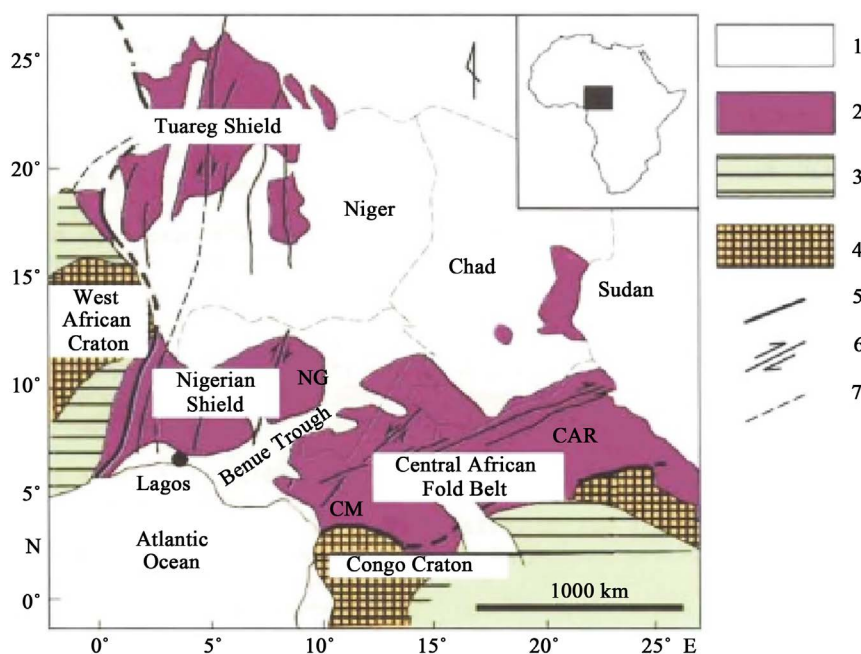 25°
20°
15°
10°
5°
N
0°
0°
5°
10°
15°
20°
25°
E
Tuareg Shield
Niger
Chad
Sudan
West
African
Craton
Nigerian
Shield
NG
Benue Trough
Lagos
CAR
Central African
Fold Belt
CM
Atlantic
Ocean
Congo Craton
1000 km
1
2
3
4
5
6
7